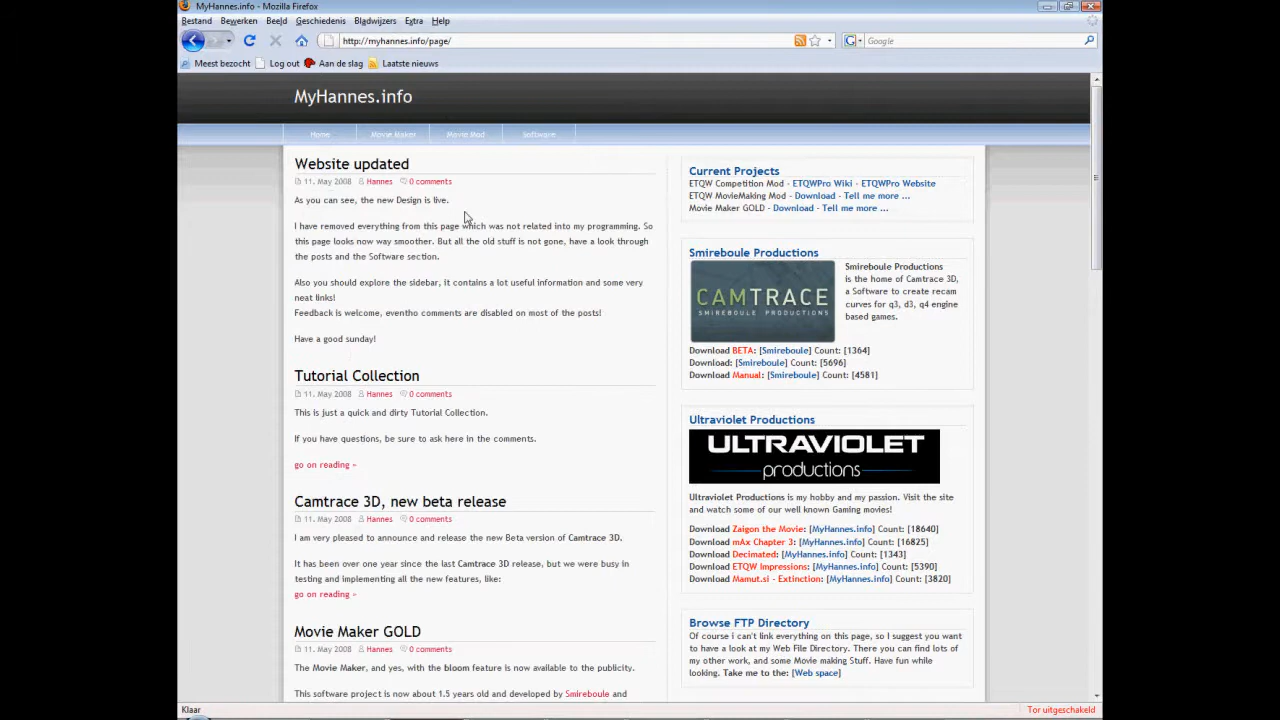 MyHannes.info - Mozilla Firefox
Bestand Bewerken Beeld Geschiedenis Bladwijzers Extra Help
http://myhannes.info/page/
Google
Meest bezocht Log out Aan de slag Laatste nieuws
MyHannes.info
Home Movie Maker Movie Mod Software
Website updated
11. May 2008 Hannes 0 comments
As you can see, the new Design is live.
I have removed everything from this page which was not related into my programming. So
this page looks now way smoother. But all the old stuff is not gone, have a look through
the posts and the Software section.
Also you should explore the sidebar, it contains a lot useful information and some very
neat links!
Feedback is welcome, eventho comments are disabled on most of the posts!
Have a good sunday!
Tutorial Collection
11. May 2008 Hannes 0 comments
This is just a quick and dirty Tutorial Collection.
If you have questions, be sure to ask here in the comments.
go on reading »
Camtrace 3D, new beta release
11. May 2008 Hannes 0 comments
I am very pleased to announce and release the new Beta version of Camtrace 3D.
It has been over one year since the last Camtrace 3D release, but we were busy in
testing and implementing all the new features, like:
go on reading »
Movie Maker GOLD
11. May 2008 Hannes 0 comments
The Movie Maker, and yes, with the bloom feature is now available to the publicity.
This software project is now about 1.5 years old and developed by Smireboule and
Current Projects
ETQW Competition Mod - ETQWPro Wiki - ETQWPro Website
ETQW MovieMaking Mod - Download - Tell me more ...
Movie Maker GOLD - Download - Tell me more ...
Smireboule Productions
CAMTRACE
SMIREBOULE PRODUCTIONS
Smireboule Productions
is the home of Camtrace 3D,
a Software to create recam
curves for q3, d3, q4 engine
based games.
Download BETA: [Smireboule] Count: [1364]
Download: [Smireboule] Count: [5696]
Download Manual: [Smireboule] Count: [4581]
Ultraviolet Productions
ULTRAVIOLET
productions
Ultraviolet Productions is my hobby and my passion. Visit the site
and watch some of our well known Gaming movies!
Download Zaigon the Movie: [MyHannes.info] Count: [18640]
Download mAx Chapter 3: [MyHannes.info] Count: [16825]
Download Decimated: [MyHannes.info] Count: [1343]
Download ETQW Impressions: [MyHannes.info] Count: [5390]
Download Mamut.si - Extinction: [MyHannes.info] Count: [3820]
Browse FTP Directory
Of course i can't link everything on this page, so I suggest you want
to have a look at my Web File Directory. There you can find lots of
my other work, and some Movie making Stuff. Have fun while
looking. Take me to the: [Web space]
Klaar
Tor uitgeschakeld